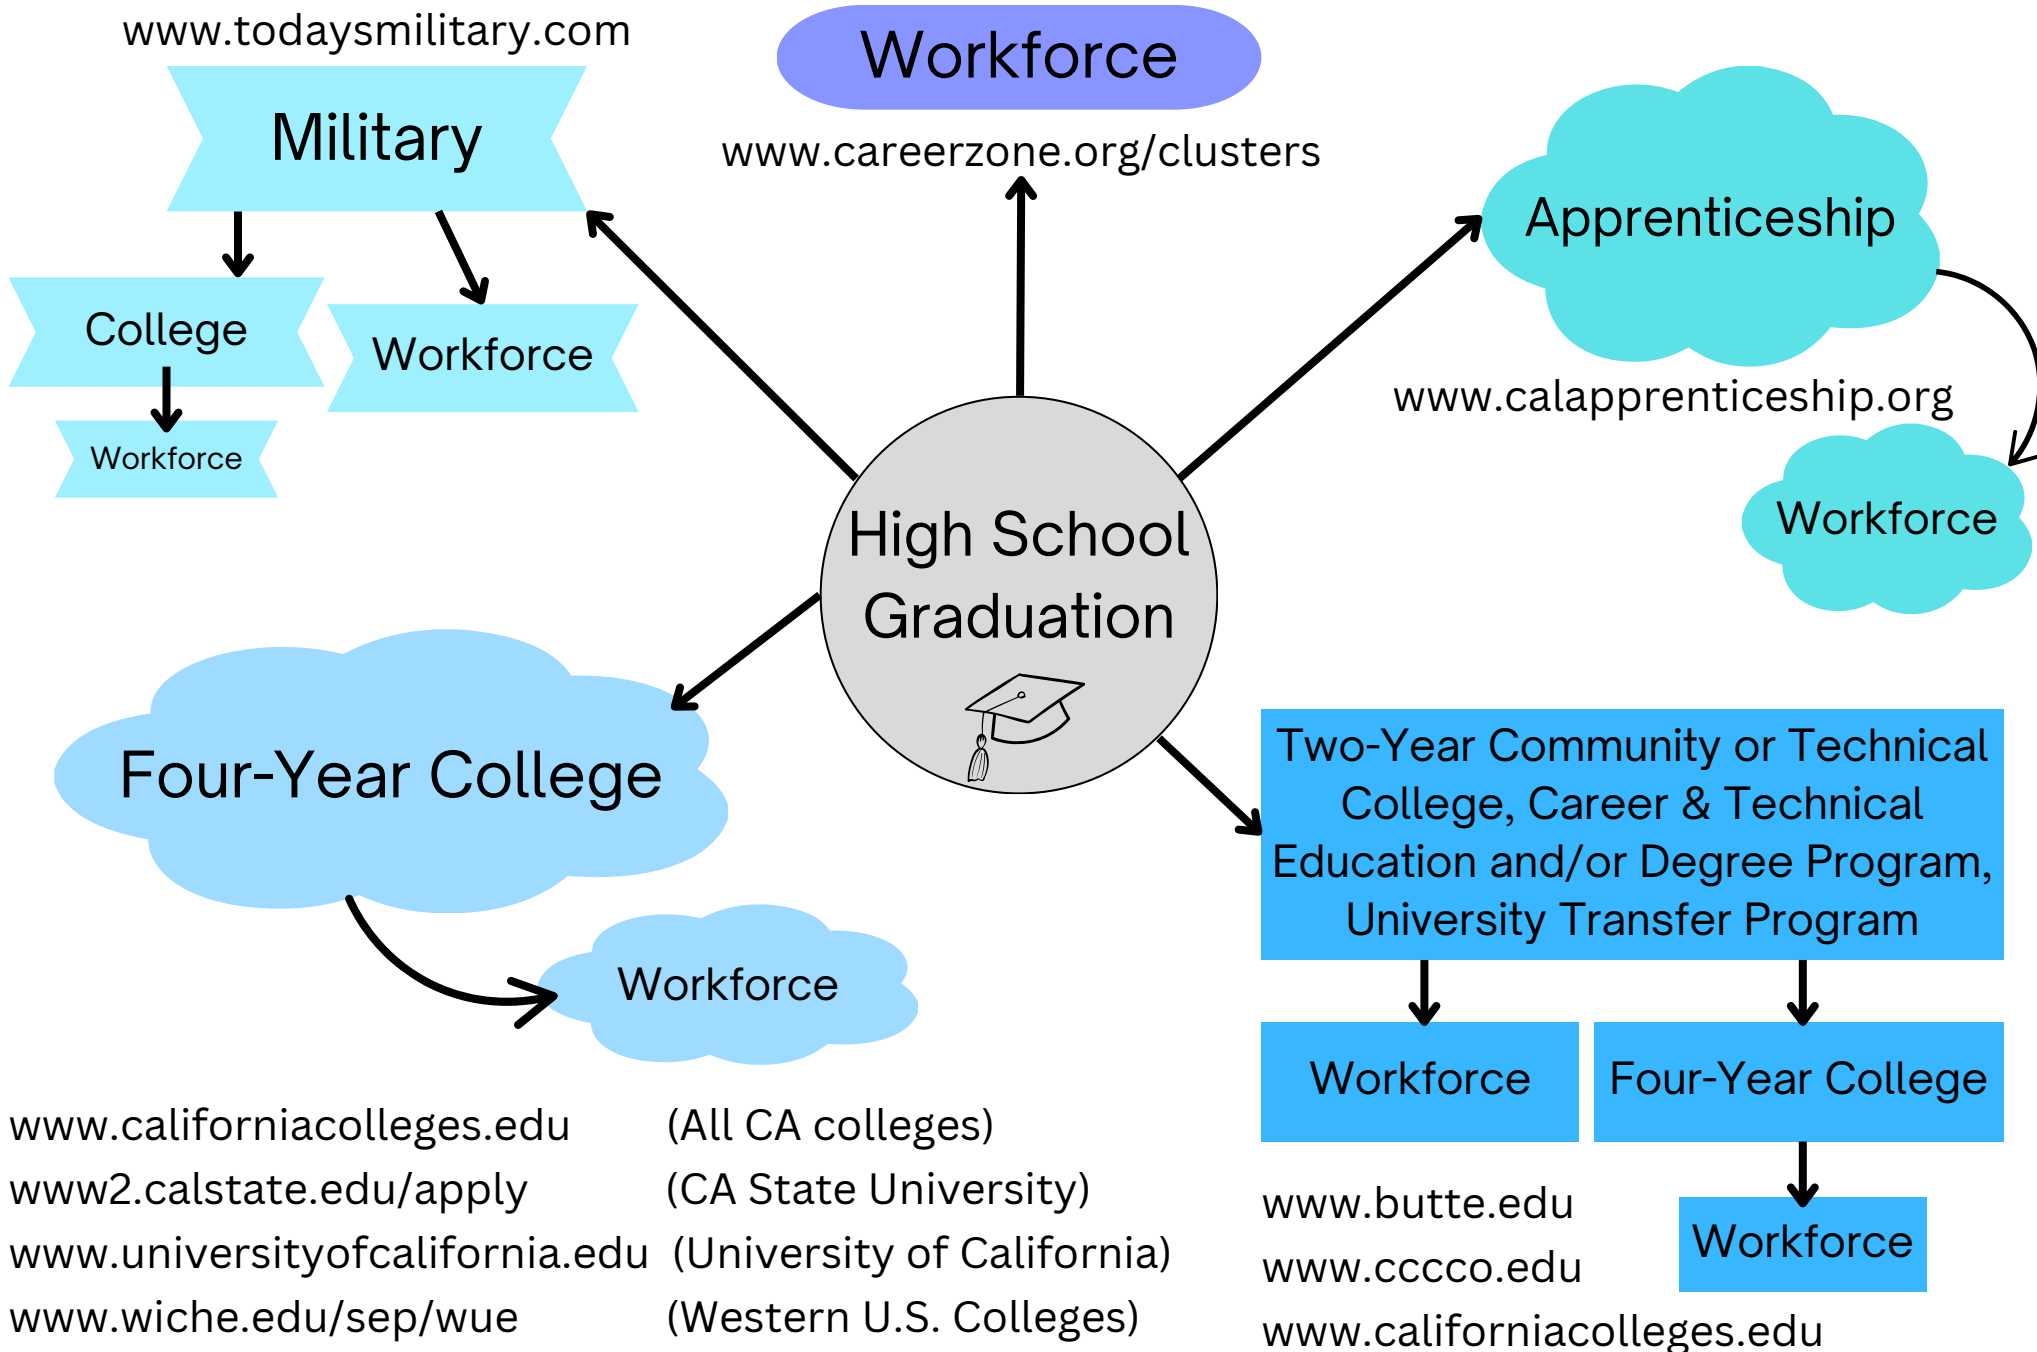 www.todaysmilitary.com
Military
College
Workforce
Workforce
Workforce
www.careerzone.org/clusters
Apprenticeship
www.calapprenticeship.org
Workforce
High School
Graduation
Four-Year College
Workforce
www.californiacolleges.edu (All CA colleges)
www2.calstate.edu/apply (CA State University)
www.universityofcalifornia.edu (University of California)
www.wiche.edu/sep/wue (Western U.S. Colleges)
Two-Year Community or Technical
College, Career & Technical
Education and/or Degree Program,
University Transfer Program
Workforce
Four-Year College
Workforce
www.butte.edu
www.cccco.edu
www.californiacolleges.edu